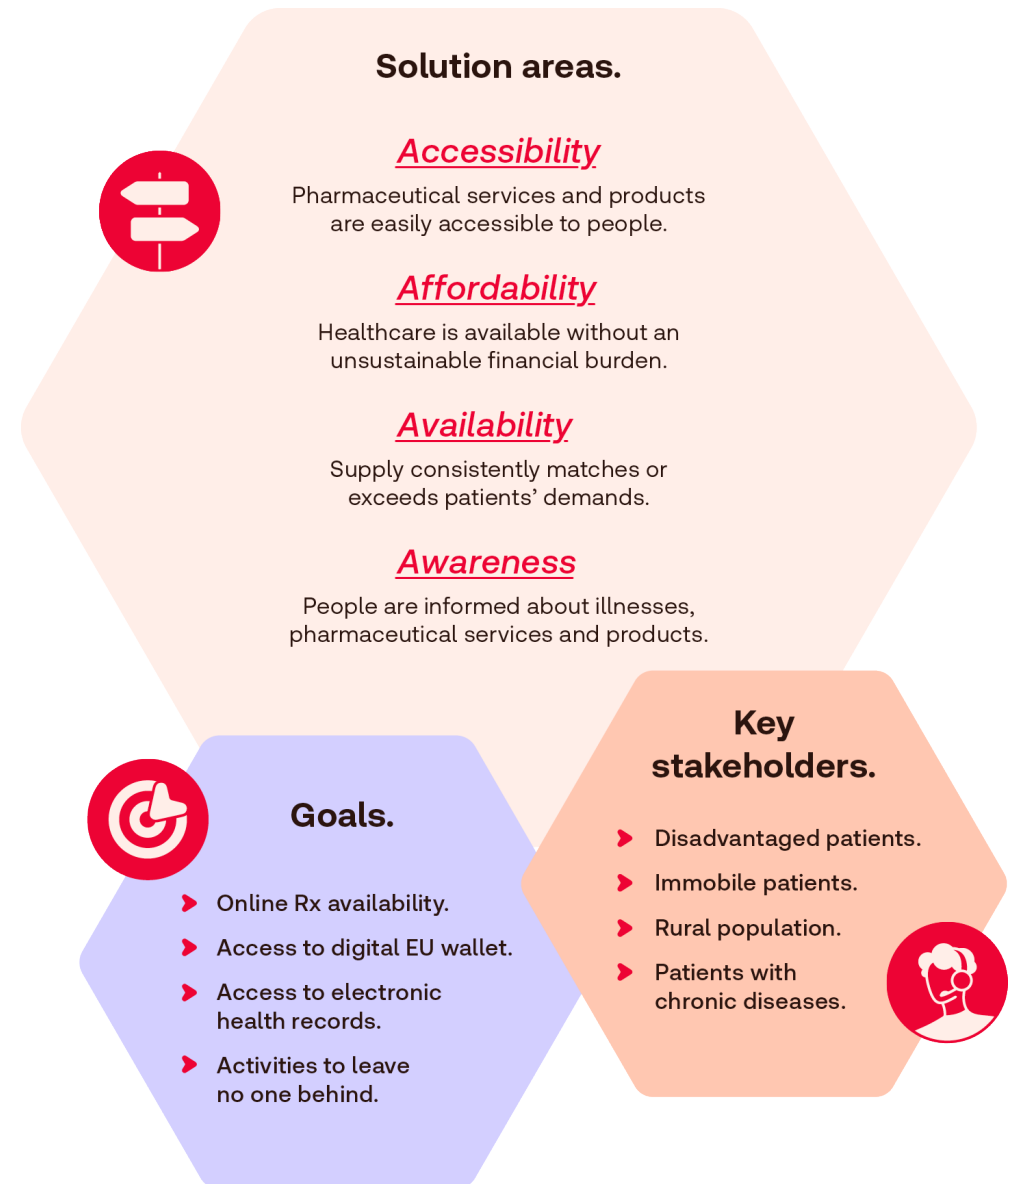 Solution areas.
Accessibility
Pharmaceutical services and products
are easily accessible to people.
Affordability
Healthcare is available without an
unsustainable financial burden.
Availability
Supply consistently matches or
exceeds patients’ demands.
Awareness
People are informed about illnesses,
pharmaceutical services and products.
Goals.
Online Rx availability.
Access to digital EU wallet.
Access to electronic
health records.
Activities to leave
no one behind.
Key
stakeholders.
Disadvantaged patients.
Immobile patients.
Rural population.
Patients with
chronic diseases.